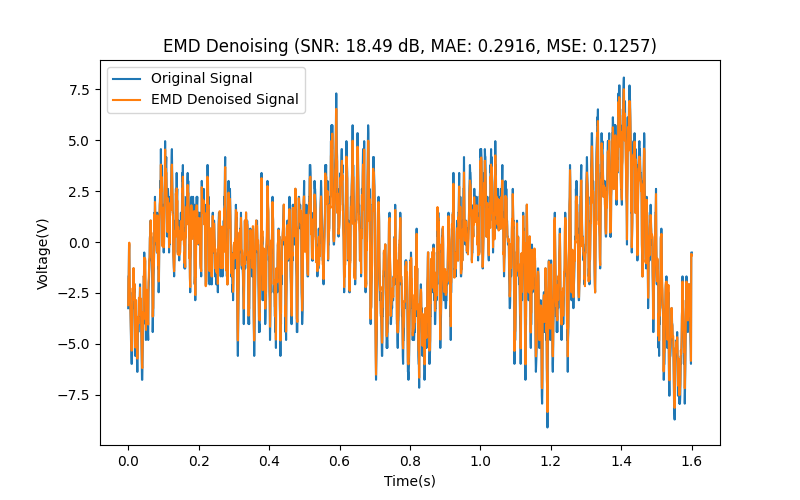 EMD Denoising (SNR: 18.49 dB, MAE: 0.2916, MSE: 0.1257)
Original Signal
EMD Denoised Signal
7.5
5.0
2.5
0.0
−2.5
−5.0
−7.5
Voltage(V)
0.0 0.2 0.4 0.6 0.8 1.0 1.2 1.4 1.6
Time(s)